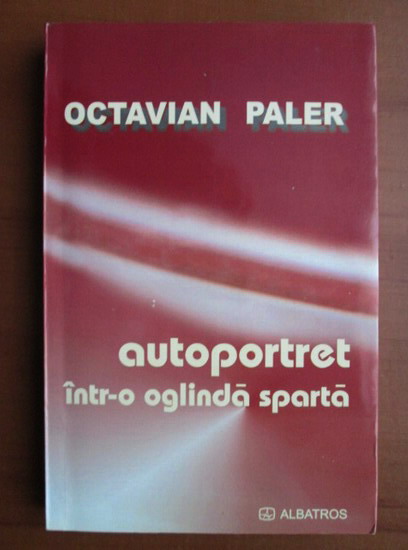 OCTAVIAN PALER
autoportret
într-o oglindă spartă
ALBATROS